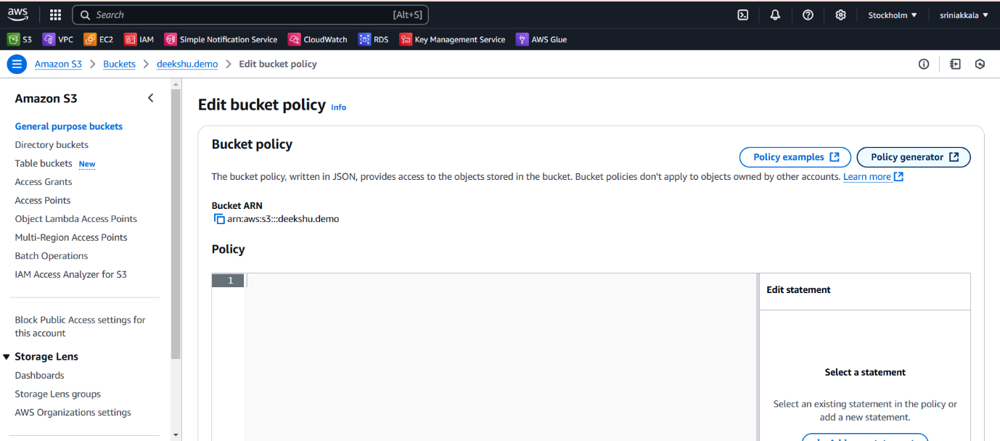 aws
Search [Alt+S] Stockholm ▼ sriniakkala ▼
S3 VPC EC2 IAM Simple Notification Service CloudWatch RDS Key Management Service AWS Glue
Amazon S3 > Buckets > deekshu.demo > Edit bucket policy
Amazon S3
General purpose buckets
Directory buckets
Table buckets New
Access Grants
Access Points
Object Lambda Access Points
Multi-Region Access Points
Batch Operations
IAM Access Analyzer for S3
Block Public Access settings for
this account
Storage Lens
Dashboards
Storage Lens groups
AWS Organizations settings
Edit bucket policy Info
Bucket policy
Policy examples
Policy generator
The bucket policy, written in JSON, provides access to the objects stored in the bucket. Bucket policies don't apply to objects owned by other accounts. Learn more
Bucket ARN
arn:aws:s3:::deekshu.demo
Policy
1
Edit statement
Select a statement
Select an existing statement in the policy or
add a new statement.